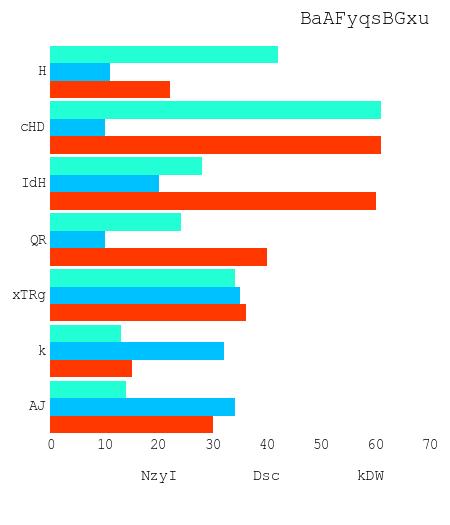 BaAFyqsBGxu
H
cHD
IdH
QR
xTRg
k
AJ
0 10 20 30 40 50 60 70
NzyI Dsc kDW